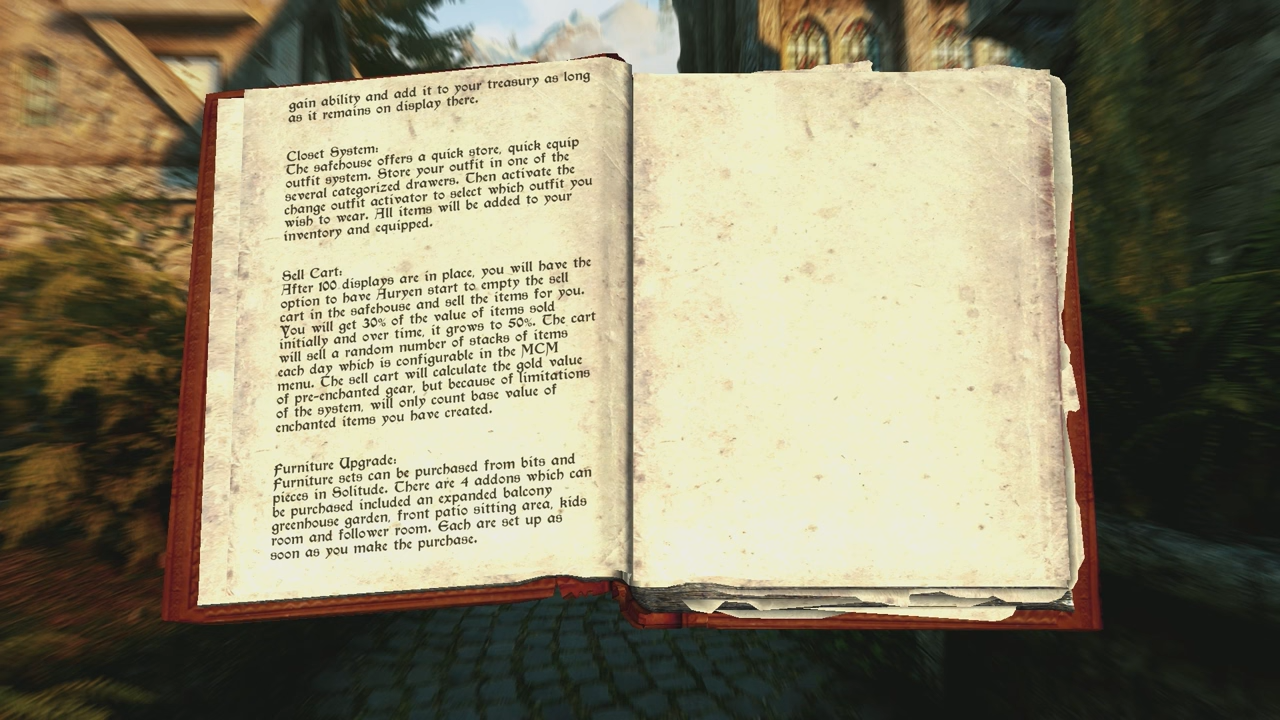 gain ability and add it to your treasury as long
as it remains on display there.
Closet System:
The safehouse offers a quick store, quick equip
outfit system. Store your outfit in one of the
several categorized drawers. Then activate the
change outfit activator to select which outfit you
wish to wear. All items will be added to your
inventory and equipped.
Sell Cart:
After 100 displays are in place, you will have the
option to have Auryen start to empty the sell
cart in the safehouse and sell the items for you.
You will get 30% of the value of items sold
initially and over time, it grows to 50%. The cart
will sell a random number of stacks of items
each day which is configurable in the MCM
menu. The sell cart will calculate the gold value
of pre-enchanted gear, but because of limitations
of the system, will only count base value of
enchanted items you have created.
Furniture Upgrade:
Furniture sets can be purchased from bits and
pieces in Solitude. There are 4 addons which can
be purchased included an expanded balcony
greenhouse garden, front patio sitting area, kids
room and follower room. Each are set up as
soon as you make the purchase.